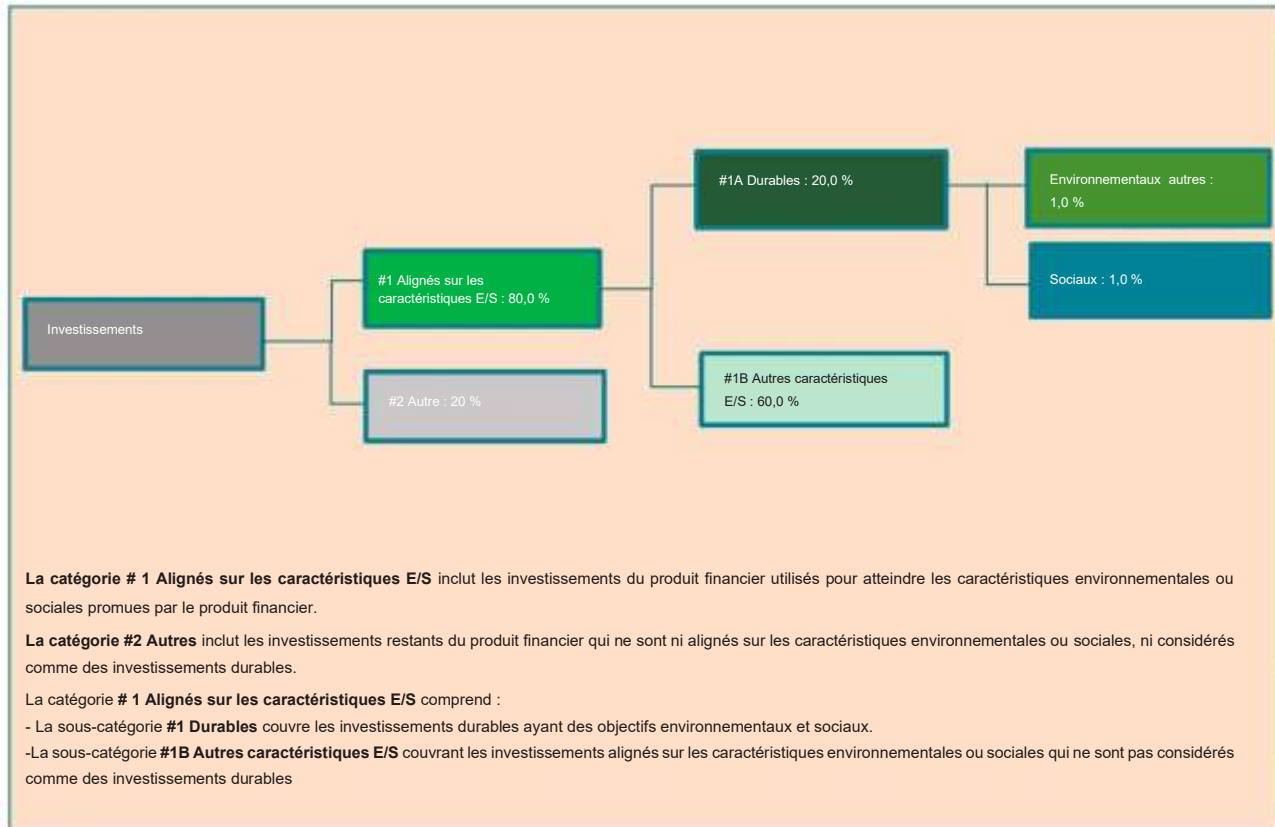 #1A Durables : 20,0 %
Environnementaux autres :
1,0 %
#1 Alignés sur les
caractéristiques E/S : 80,0 %
Sociaux : 1,0 %
Investissements
#2 Autre : 20 %
#1B Autres caractéristiques
E/S : 60,0 %
La catégorie # 1 Alignés sur les caractéristiques E/S inclut les investissements du produit financier utilisés pour atteindre les caractéristiques environnementales ou
sociales promues par le produit financier.
La catégorie #2 Autres inclut les investissements restants du produit financier qui ne sont ni alignés sur les caractéristiques environnementales ou sociales, ni considérés
comme des investissements durables.
La catégorie # 1 Alignés sur les caractéristiques E/S comprend :
- La sous-catégorie #1 Durables couvre les investissements durables ayant des objectifs environnementaux et sociaux.
-La sous-catégorie #1B Autres caractéristiques E/S couvrant les investissements alignés sur les caractéristiques environnementales ou sociales qui ne sont pas considérés
comme des investissements durables